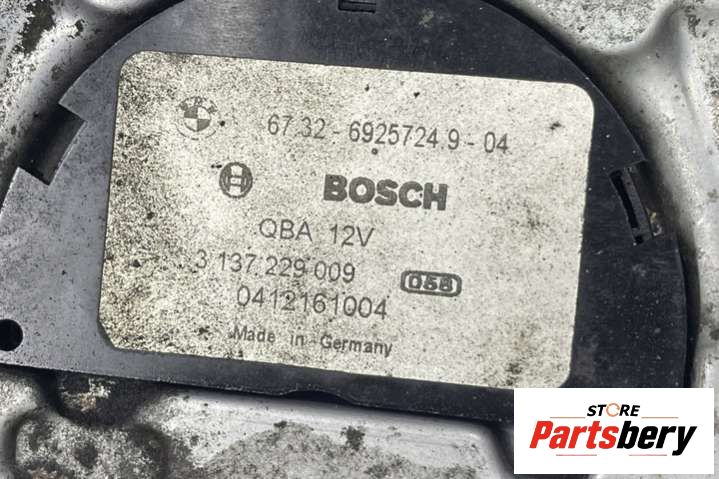 67.32 - 6925724 9 - 04
BOSCH
QBA 12V
3 137 229 009
058
0412161004
Made in Germany
STORE
Partsbery